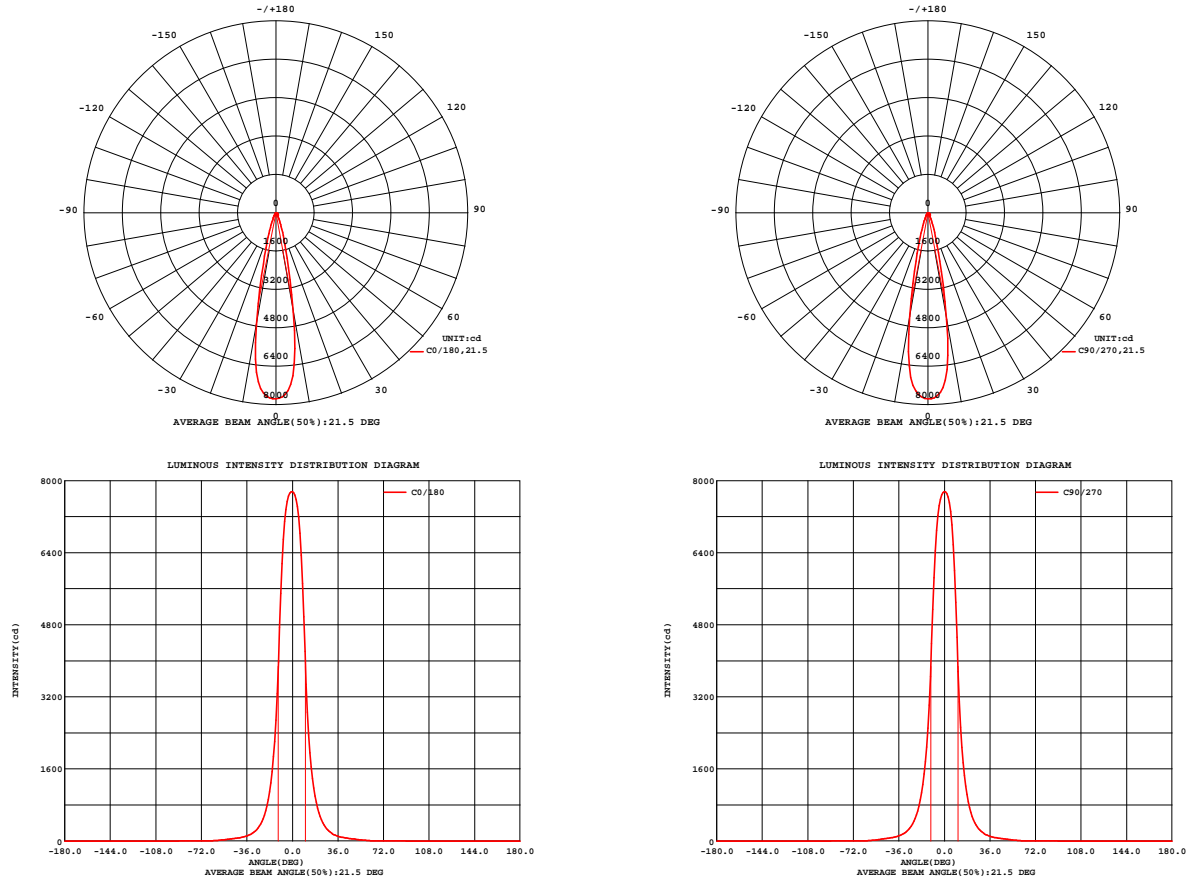 -/+180
-/+180
-150
150
-150
150
-120
120
-120
120
-90
0
90
-90
0
90
1600
1600
3200
3200
-60
4800
60
-60
4800
60
UNIT:cd
UNIT:cd
6400
C0/180,21.5
6400
C90/270,21.5
-30
8000
30
-30
8000
30
0
0
AVERAGE BEAM ANGLE(50%):21.5 DEG
AVERAGE BEAM ANGLE(50%):21.5 DEG
LUMINOUS INTENSITY DISTRIBUTION DIAGRAM
8000
C0/180
6400
4800
INTENSITY(cd)
3200
1600
0
-180.0 -144.0 -108.0 -72.0 -36.0 0.0 36.0 72.0 108.0 144.0 180.0
ANGLE(DEG)
AVERAGE BEAM ANGLE(50%):21.5 DEG
LUMINOUS INTENSITY DISTRIBUTION DIAGRAM
8000
C90/270
6400
4800
INTENSITY(cd)
3200
1600
0
-180.0 -144.0 -108.0 -72.0 -36.0 0.0 36.0 72.0 108.0 144.0 180.0
ANGLE(DEG)
AVERAGE BEAM ANGLE(50%):21.5 DEG